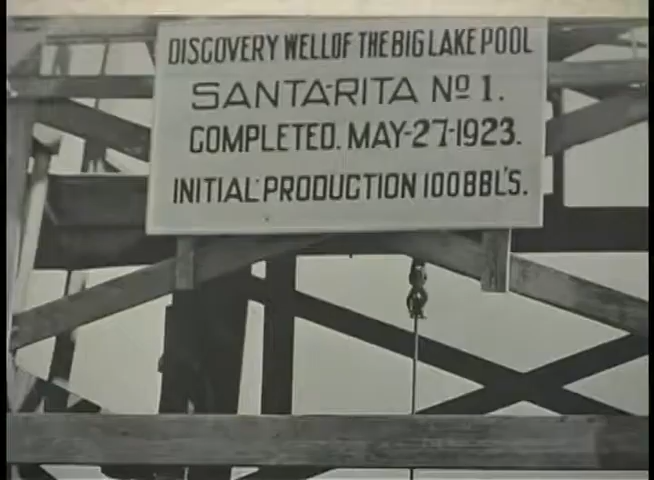 DISCOVERY WELL OF THE BIG LAKE POOL
SANTA-RITA Nº 1.
COMPLETED. MAY-27-1923.
INITIAL PRODUCTION 100 BBL'S.